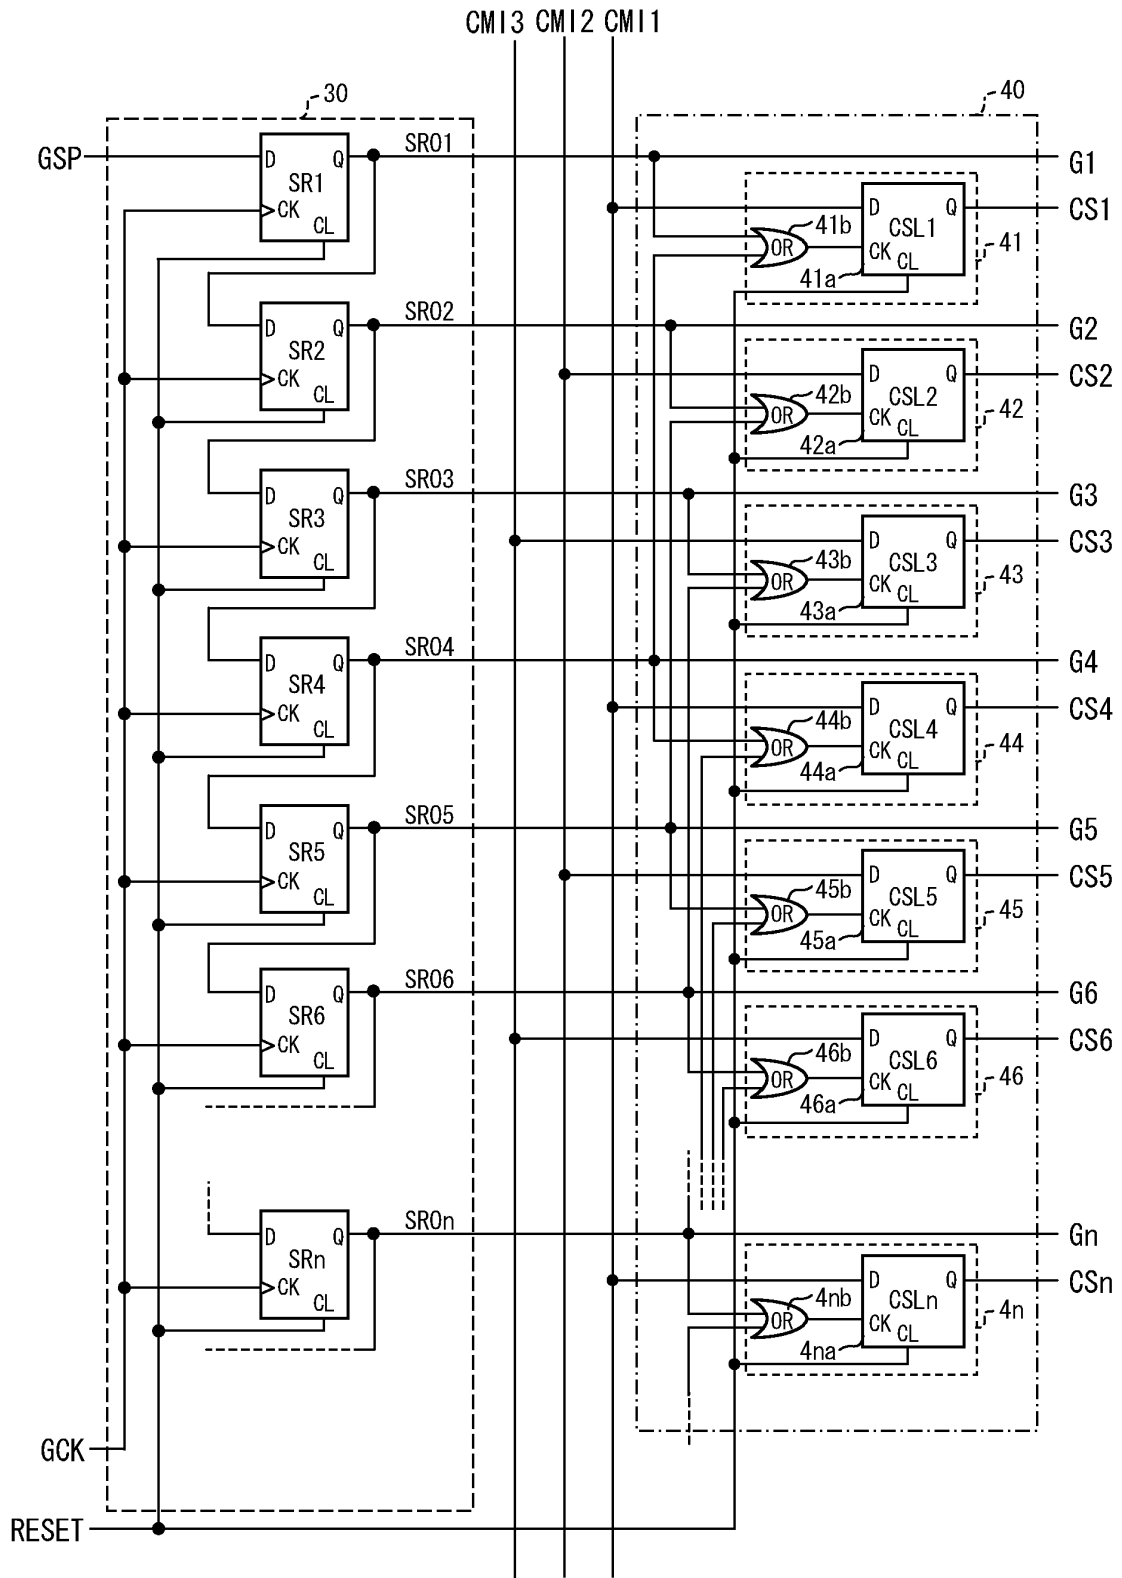 CMI3 CMI2 CMI1
30
40
GSP
D Q
SR1
CK
CL
SRO1
G1
D Q
CSL1
CK
CL
OR
41b
41a
41
CS1
D Q
SR2
CK
CL
SRO2
G2
D Q
CSL2
CK
CL
OR
42b
42a
42
CS2
D Q
SR3
CK
CL
SRO3
G3
D Q
CSL3
CK
CL
OR
43b
43a
43
CS3
D Q
SR4
CK
CL
SRO4
G4
D Q
CSL4
CK
CL
OR
44b
44a
44
CS4
D Q
SR5
CK
CL
SRO5
G5
D Q
CSL5
CK
CL
OR
45b
45a
45
CS5
D Q
SR6
CK
CL
SRO6
G6
D Q
CSL6
CK
CL
OR
46b
46a
46
CS6
D Q
SRn
CK
CL
SROn
Gn
D Q
CSLn
CK
CL
OR
4nb
4na
4n
CSn
GCK
RESET